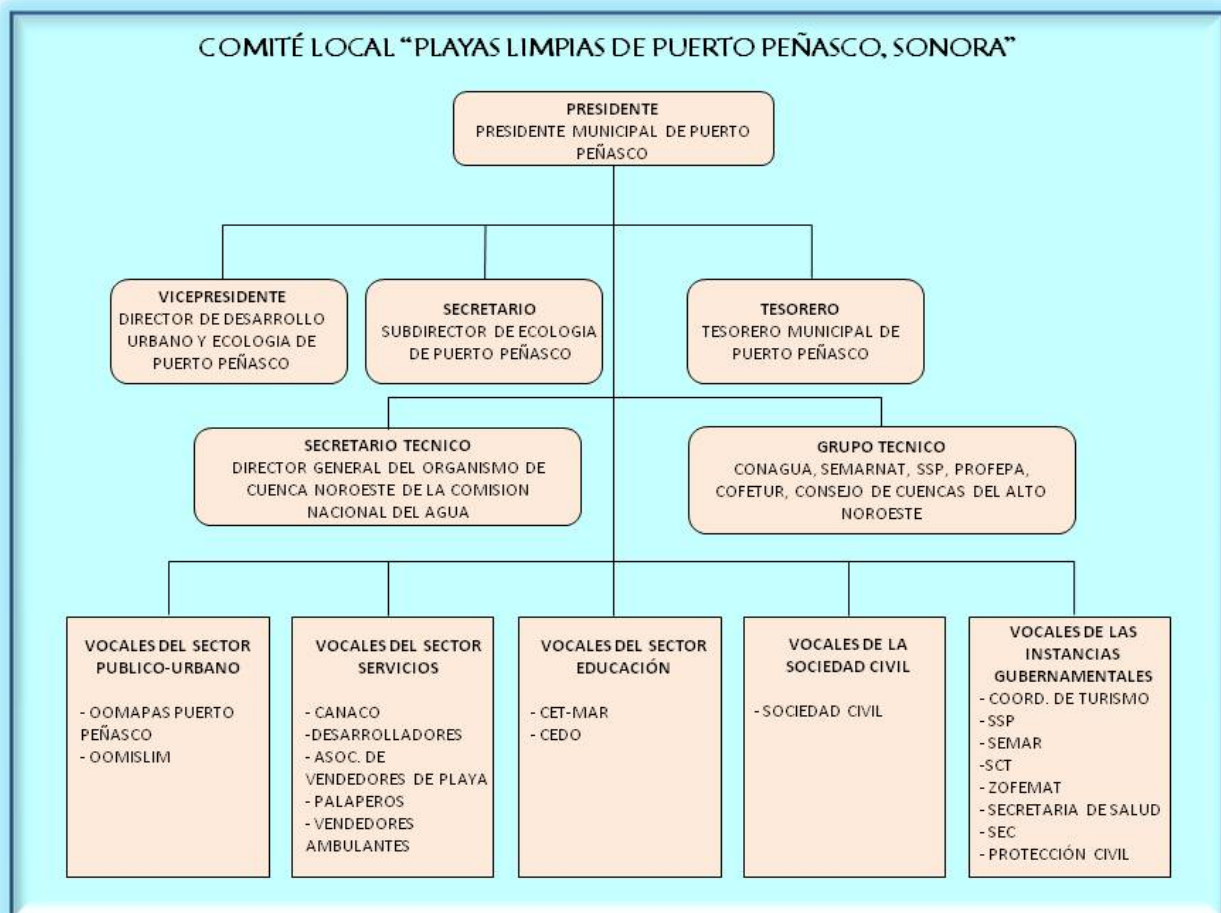 COMITÉ LOCAL “PLAYAS LIMPIAS DE PUERTO PEÑASCO, SONORA”
PRESIDENTE
PRESIDENTE MUNICIPAL DE PUERTO
PEÑASCO
VICEPRESIDENTE
DIRECTOR DE DESARROLLO
URBANO Y ECOLOGIA DE
PUERTO PEÑASCO
SECRETARIO
SUBDIRECTOR DE ECOLOGIA
DE PUERTO PEÑASCO
TESORERO
TESORERO MUNICIPAL DE
PUERTO PEÑASCO
SECRETARIO TECNICO
DIRECTOR GENERAL DEL ORGANISMO DE
CUENCA NOROESTE DE LA COMISION
NACIONAL DEL AGUA
GRUPO TECNICO
CONAGUA, SEMARNAT, SSP, PROFEPA,
COFETUR, CONSEJO DE CUENCAS DEL ALTO
NOROESTE
VOCALES DEL SECTOR
PUBLICO-URBANO
- OOMAPAS PUERTO
PEÑASCO
- OOMISLIM
VOCALES DEL SECTOR
SERVICIOS
- CANACO
-DESARROLLADORES
- ASOC. DE
VENDEDORES DE PLAYA
- PALAPEROS
- VENDEDORES
AMBULANTES
VOCALES DEL SECTOR
EDUCACIÓN
- CET-MAR
- CEDO
VOCALES DE LA
SOCIEDAD CIVIL
- SOCIEDAD CIVIL
VOCALES DE LAS
INSTANCIAS
GUBERNAMENTALES
- COORD. DE TURISMO
- SSP
- SEMAR
-SCT
- ZOFEMAT
- SECRETARIA DE SALUD
- SEC
- PROTECCIÓN CIVIL